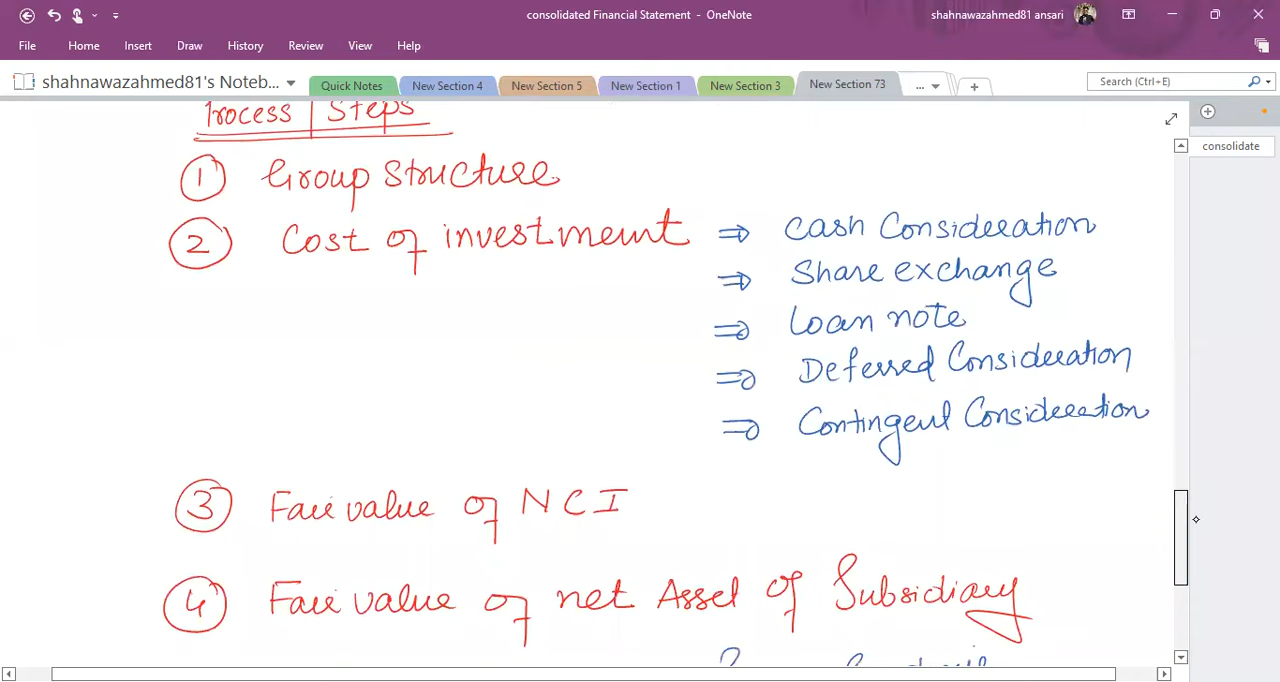 consolidated Financial Statement - OneNote
shahnawazahmed81 ansari
File Home Insert Draw History Review View Help
shahnawazahmed81's Noteb... Quick Notes New Section 4 New Section 5 New Section 1 New Section 3 New Section 73 ... + Search (Ctrl+E)
consolidate
Process | Steps
1 Group Structure
2 Cost of investment ⇒ Cash Consideration
⇒ Share exchange
⇒ Loan note
⇒ Deferred Consideration
⇒ Contingent Consideration
3 Fair value of NCI
4 Fair value of net Asset of Subsidiary